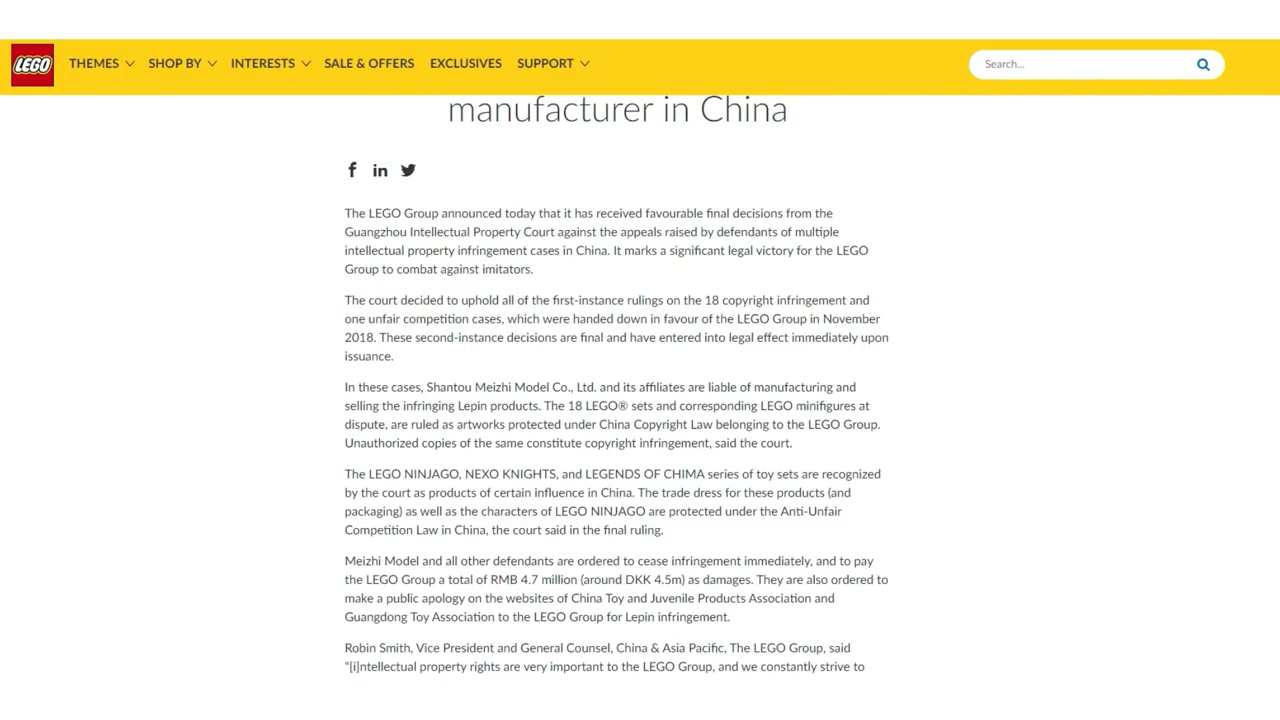 LEGO THEMES SHOP BY INTERESTS SALE & OFFERS EXCLUSIVES SUPPORT Search...
manufacturer in China
The LEGO Group announced today that it has received favourable final decisions from the
Guangzhou Intellectual Property Court against the appeals raised by defendants of multiple
intellectual property infringement cases in China. It marks a significant legal victory for the LEGO
Group to combat against imitators.
The court decided to uphold all of the first-instance rulings on the 18 copyright infringement and
one unfair competition cases, which were handed down in favour of the LEGO Group in November
2018. These second-instance decisions are final and have entered into legal effect immediately upon
issuance.
In these cases, Shantou Meizhi Model Co., Ltd. and its affiliates are liable of manufacturing and
selling the infringing Lepin products. The 18 LEGO® sets and corresponding LEGO minifigures at
dispute, are ruled as artworks protected under China Copyright Law belonging to the LEGO Group.
Unauthorized copies of the same constitute copyright infringement, said the court.
The LEGO NINJAGO, NEXO KNIGHTS, and LEGENDS OF CHIMA series of toy sets are recognized
by the court as products of certain influence in China. The trade dress for these products (and
packaging) as well as the characters of LEGO NINJAGO are protected under the Anti-Unfair
Competition Law in China, the court said in the final ruling.
Meizhi Model and all other defendants are ordered to cease infringement immediately, and to pay
the LEGO Group a total of RMB 4.7 million (around DKK 4.5m) as damages. They are also ordered to
make a public apology on the websites of China Toy and Juvenile Products Association and
Guangdong Toy Association to the LEGO Group for Lepin infringement.
Robin Smith, Vice President and General Counsel, China & Asia Pacific, The LEGO Group, said
“[i]ntellectual property rights are very important to the LEGO Group, and we constantly strive to